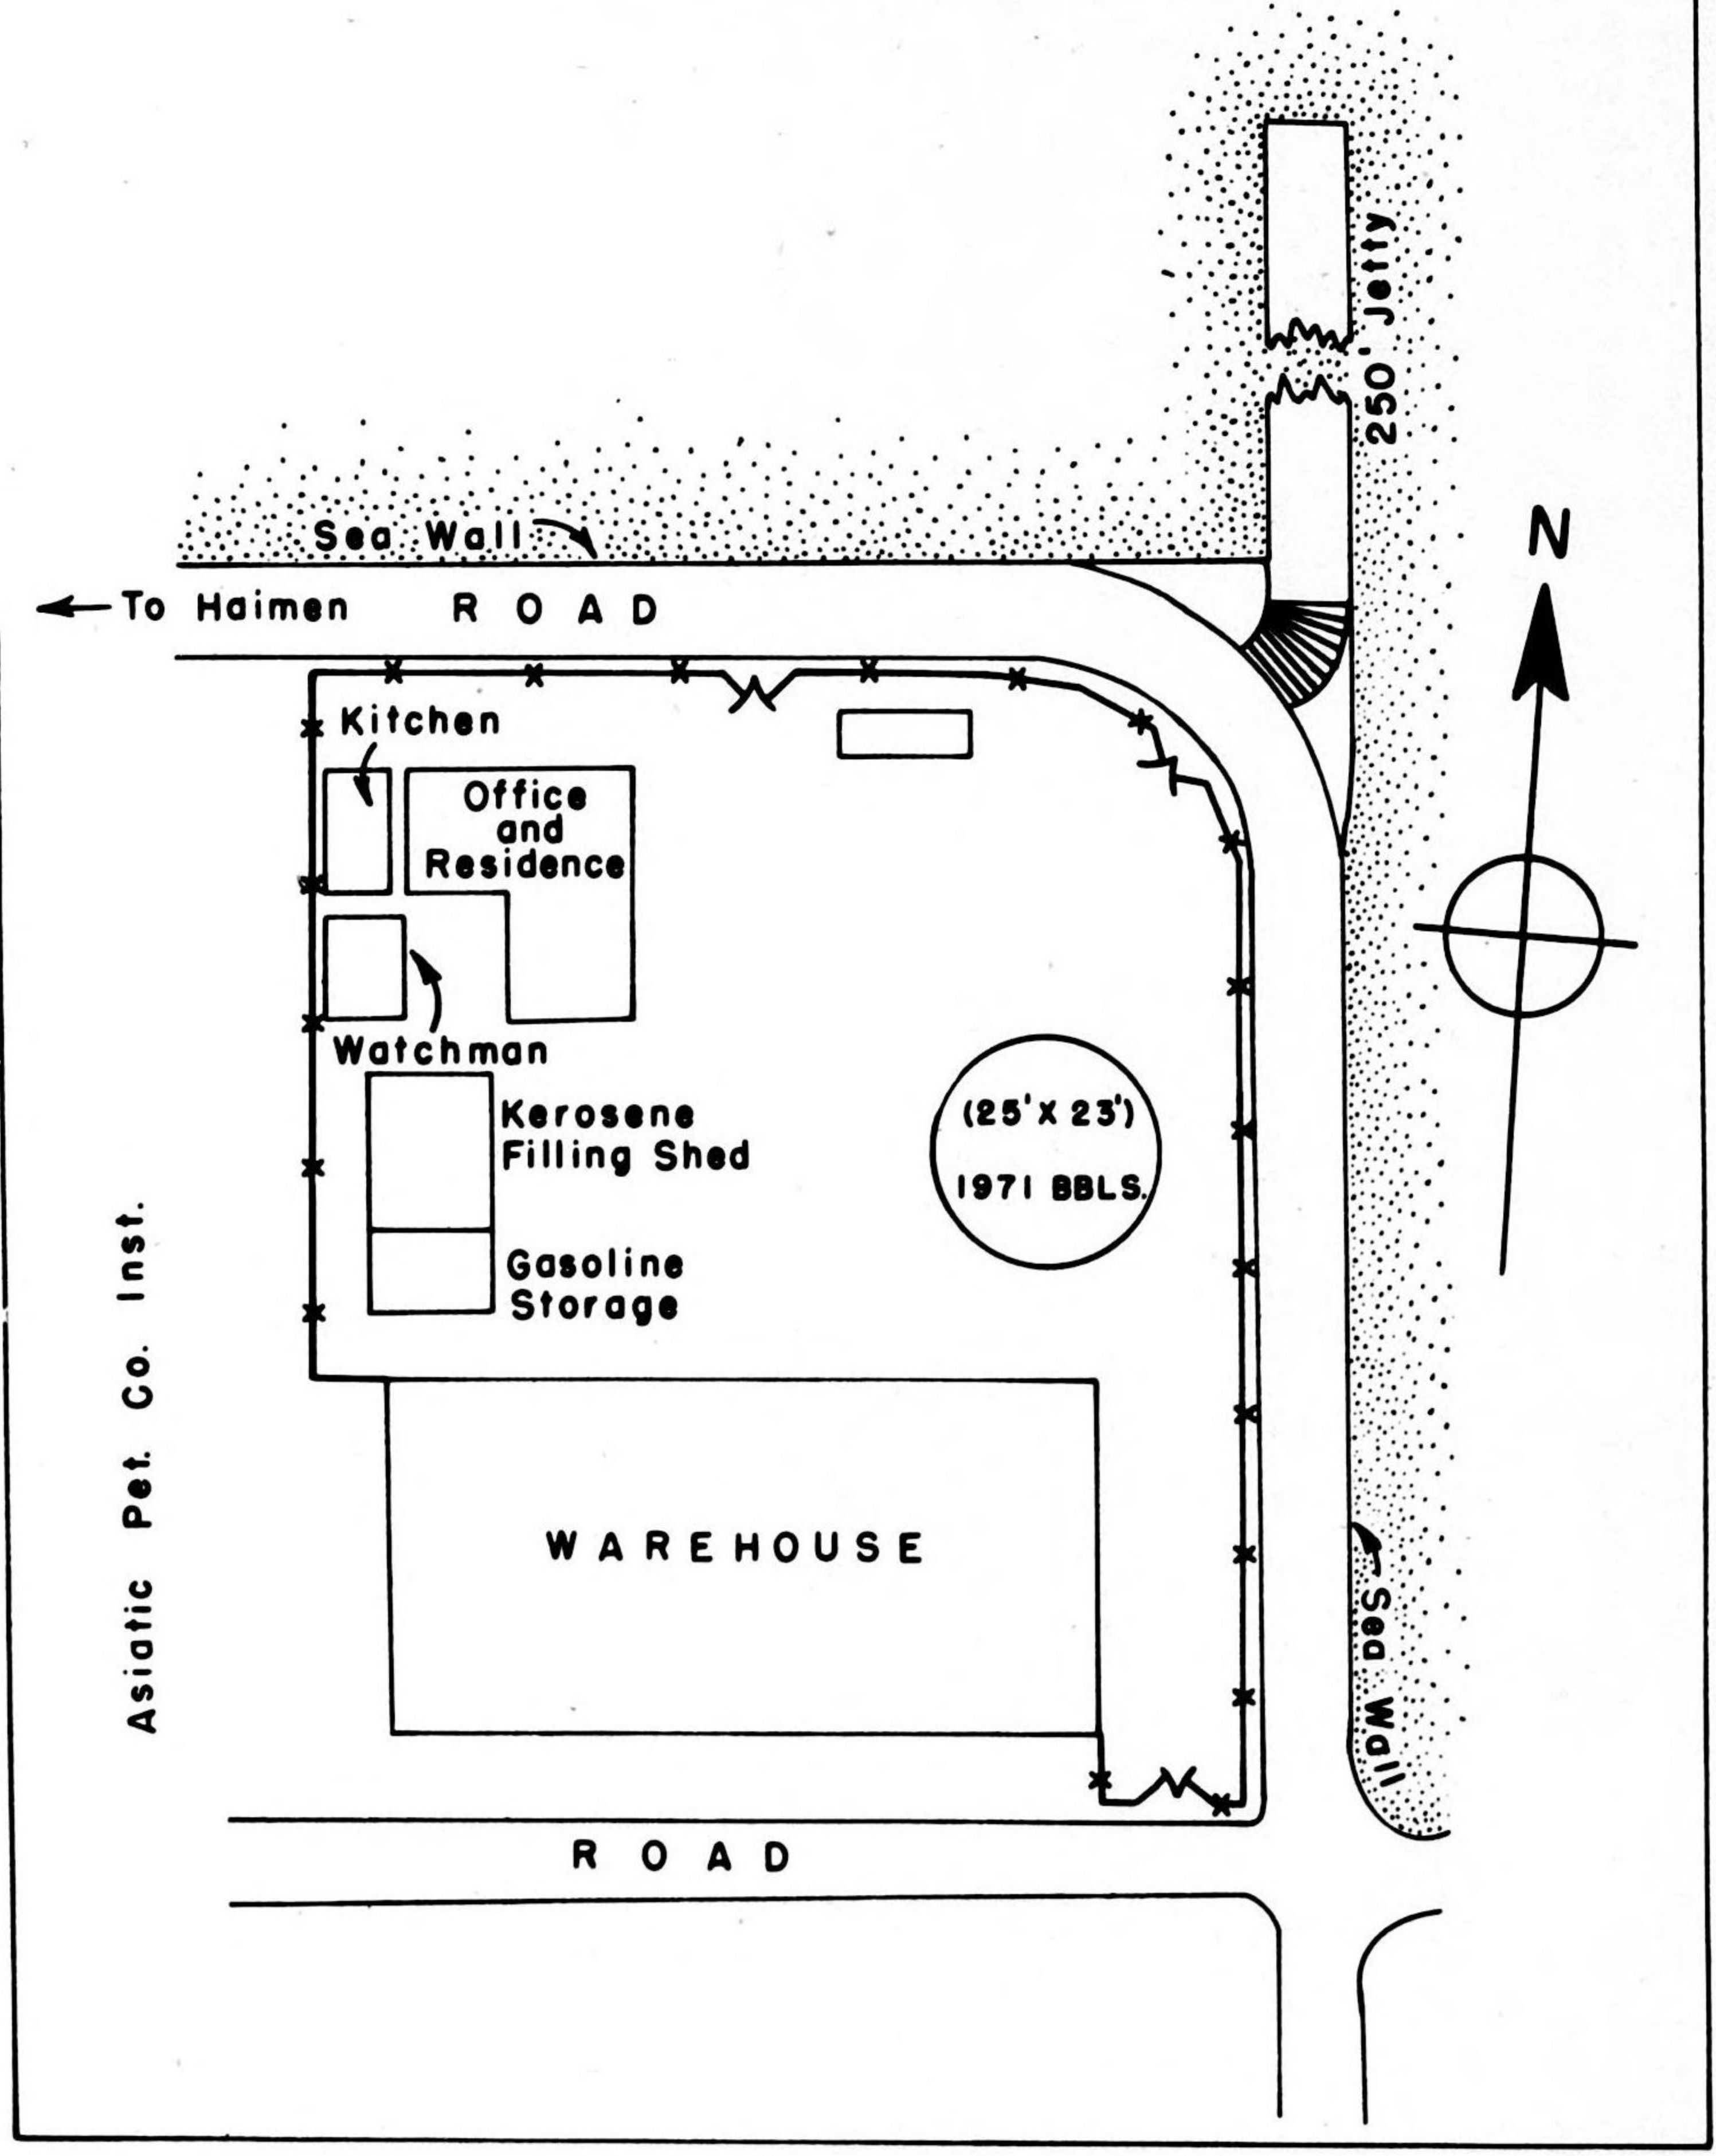 250' Jetty
N
Sea Wall
To Haimen ROAD
Kitchen
Office
and
Residence
Watchman
Kerosene
Filling Shed
(25' X 23')
1971 BBLS.
Gasoline
Storage
Asiatic Pet. Co. Inst.
WAREHOUSE
Sea Wall
ROAD